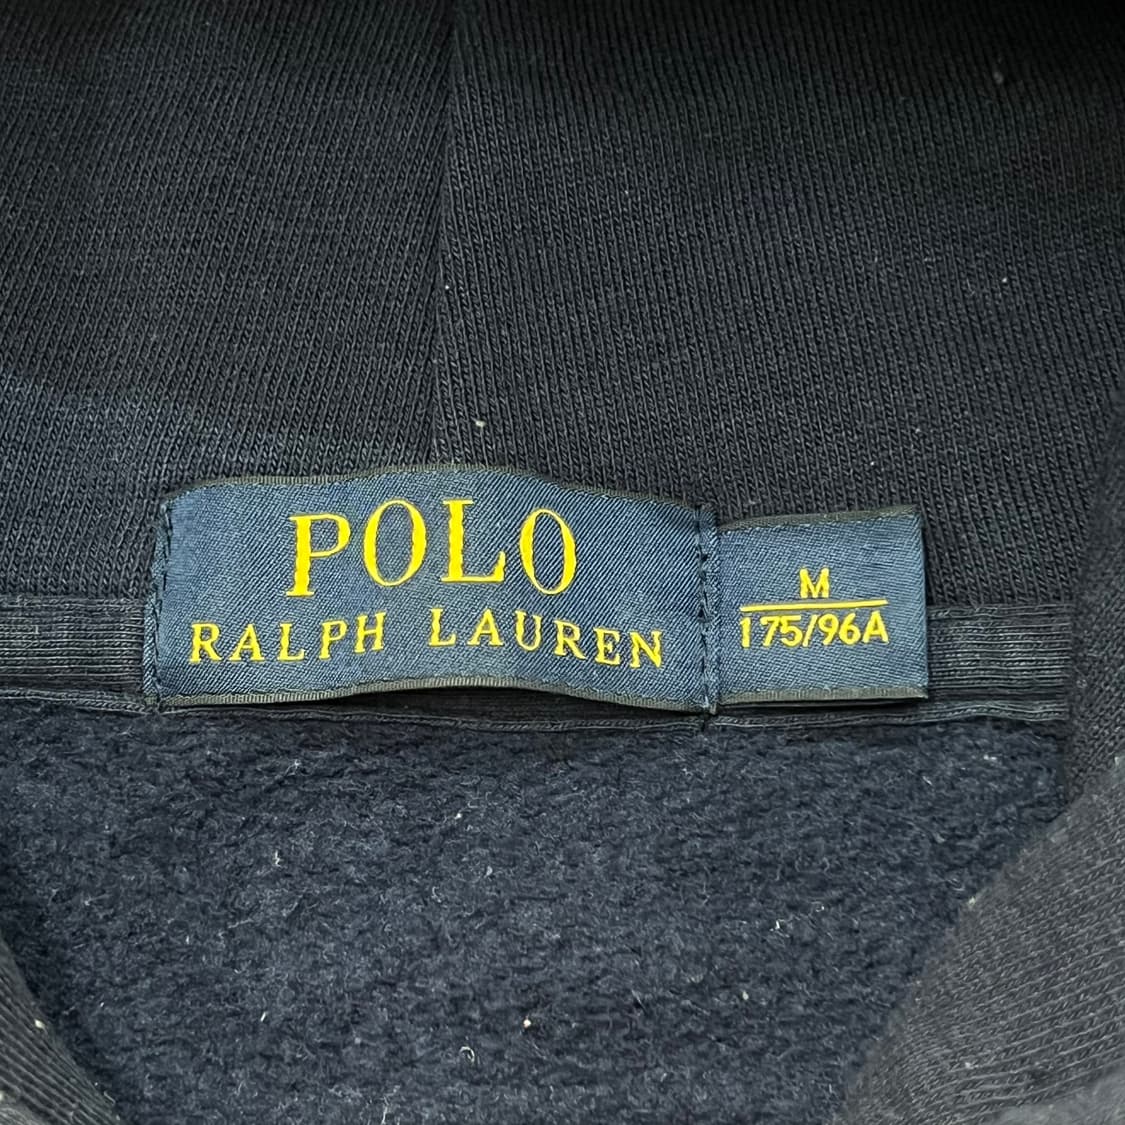 POLO
RALPH LAUREN
M
175/96A